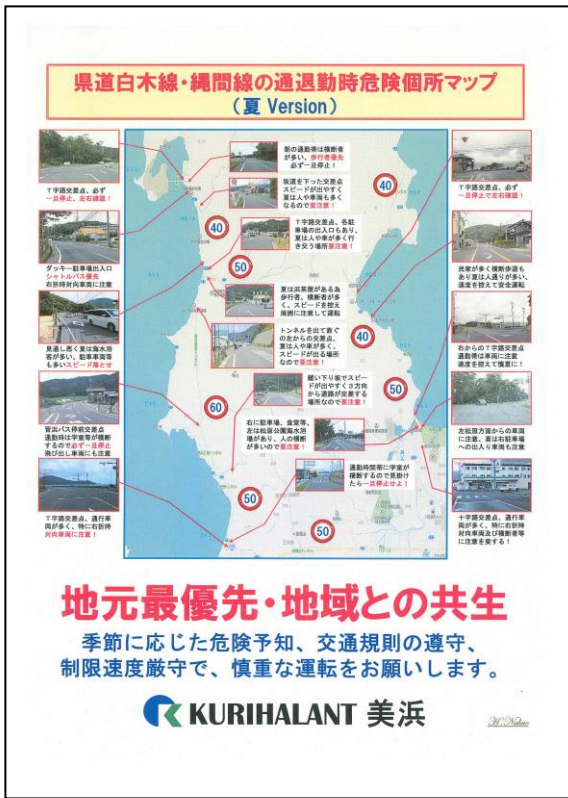 県道白木線・縄間線の通退勤時危険個所マップ
（夏 Version）
T字路交差点、必ず
一旦停止、左右確認！
ダッキー駐車場出入口
シャトルバス優先
右折時対向車両に注意
見通し悪く夏は海水浴
客が多い、駐車車両等
も多いスピード落とせ
菅浜バス停前交差点
通勤時は学童等が横断
するので必ず一旦停止
飛び出し車両にも注意
T字路交差点、通行車
両が多く、特に右折時
対向車両に注意！
朝の通勤帯は横断者
が多い、歩行者優先
必ず一旦停止！
坂道を下った交差点
スピードが出やすく
夏は人や車両も多く
なるので要注意！
T字路交差点、各駐
車場の出入口もあり、
夏は人や車が多く行
き交う場所要注意！
夏は浜茶屋がある為
歩行者、横断者が多
く、スピードを控え
周囲に注意して運転
トンネルを出て直ぐ
の左からの交差点、
夏は人や車が多く、
スピードが出る場所
なので要注意！
緩い下り坂でスピード
が出やすく３方向
から道路が交差する
場所なので要注意！
右に駐車場、食堂等、
左は松原公園海水浴
場があり、人の横断
が多いので要注意！
通勤時間帯に学童が
横断するので見掛け
たら一旦停止せよ！
40
40
50
40
60
50
50
50
T字路交差点、必ず
一旦停止で左右確認！
民家が多く横断歩道も
あり夏は人通りが多い、
速度を控えて安全運転
右からのT字路交差点
通勤帯は車両に注意
速度を控えて慎重に！
左松原方面からの車両
に注意、夏は右駐車場
への出入り車両も注意
十字路交差点、通行車
両が多く、特に右折時
対向車両及び横断者等
に注意を要する！
地元最優先・地域との共生
季節に応じた危険予知、交通規則の遵守、
制限速度厳守で、慎重な運転をお願いします。
KURIHALANT 美浜